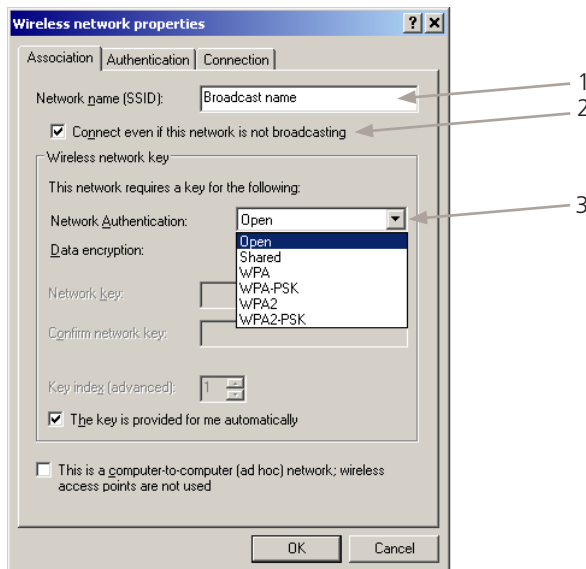 Wireless network properties
Association Authentication Connection
Network name (SSID): Broadcast name
1
Connect even if this network is not broadcasting
2
Wireless network key
This network requires a key for the following:
Network Authentication: Open
3
Data encryption:
Open
Shared
WPA
WPA-PSK
WPA2
WPA2-PSK
Network key:
Confirm network key:
Key index (advanced): 1
The key is provided for me automatically
This is a computer-to-computer (ad hoc) network; wireless
access points are not used
OK Cancel